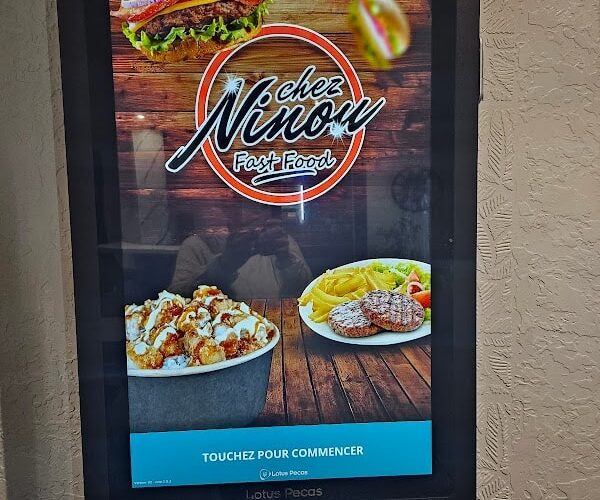 chez
Ninou
Fast Food
TOUCHEZ POUR COMMENCER
Lotus Pecas
Lotus Pecas